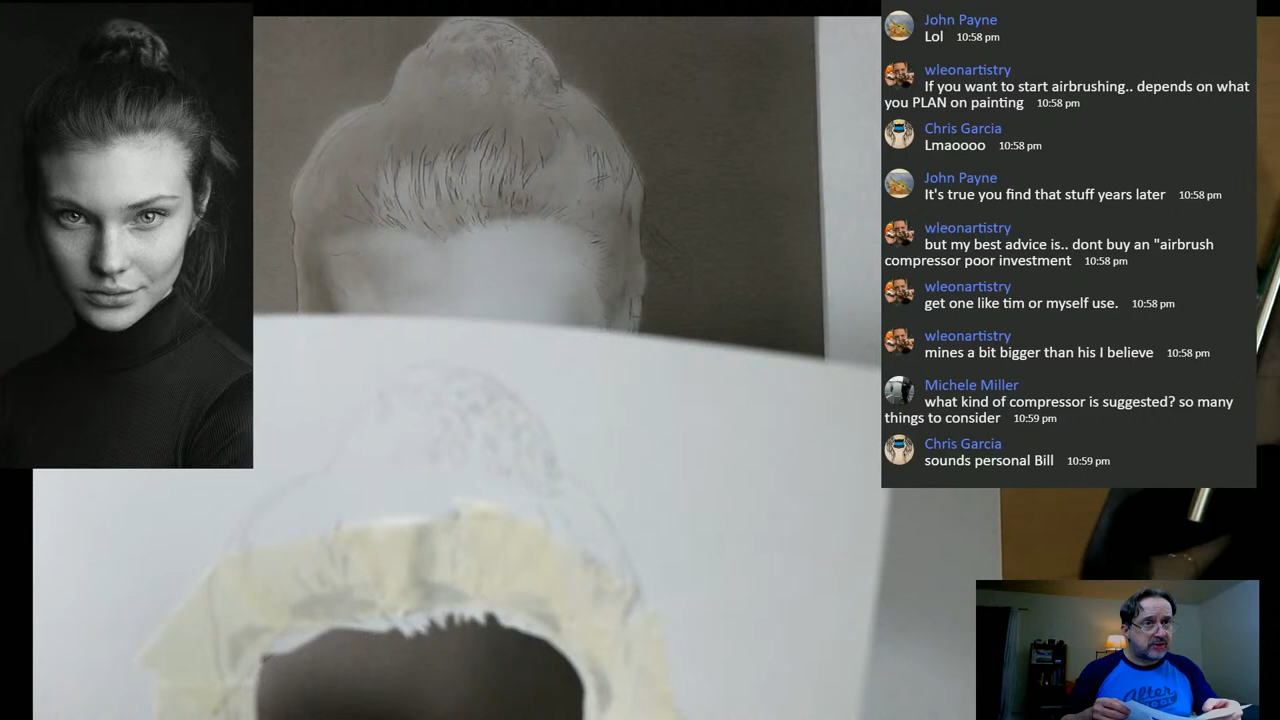 John Payne
Lol 10:58 pm
wleonartistry
If you want to start airbrushing.. depends on what
you PLAN on painting 10:58 pm
Chris Garcia
Lmaoooo 10:58 pm
John Payne
It's true you find that stuff years later 10:58 pm
wleonartistry
but my best advice is.. dont buy an "airbrush
compressor poor investment 10:58 pm
wleonartistry
get one like tim or myself use. 10:58 pm
wleonartistry
mines a bit bigger than his I believe 10:58 pm
Michele Miller
what kind of compressor is suggested? so many
things to consider 10:59 pm
Chris Garcia
sounds personal Bill 10:59 pm
After